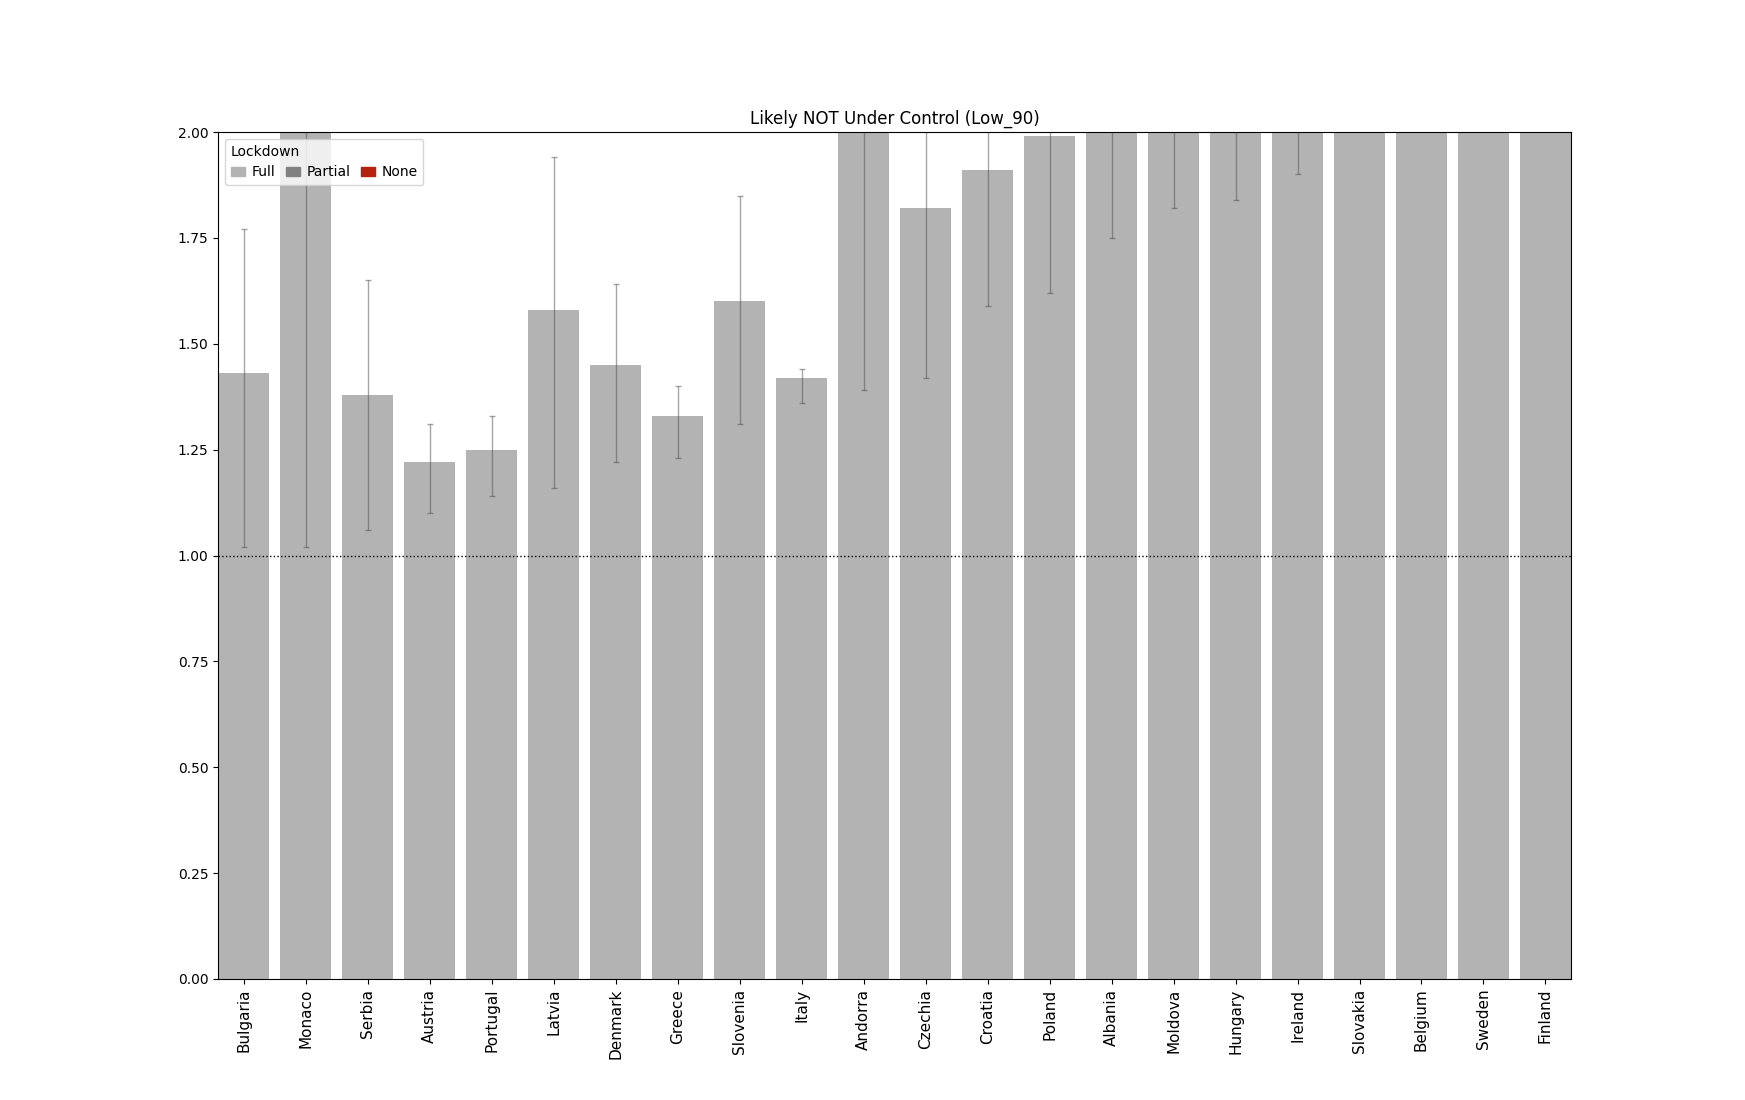 Likely NOT Under Control (Low_90)
Lockdown
Full Partial None
2.00
1.75
1.50
1.25
1.00
0.75
0.50
0.25
0.00
Bulgaria
Monaco
Serbia
Austria
Portugal
Latvia
Denmark
Greece
Slovenia
Italy
Andorra
Czechia
Croatia
Poland
Albania
Moldova
Hungary
Ireland
Slovakia
Belgium
Sweden
Finland